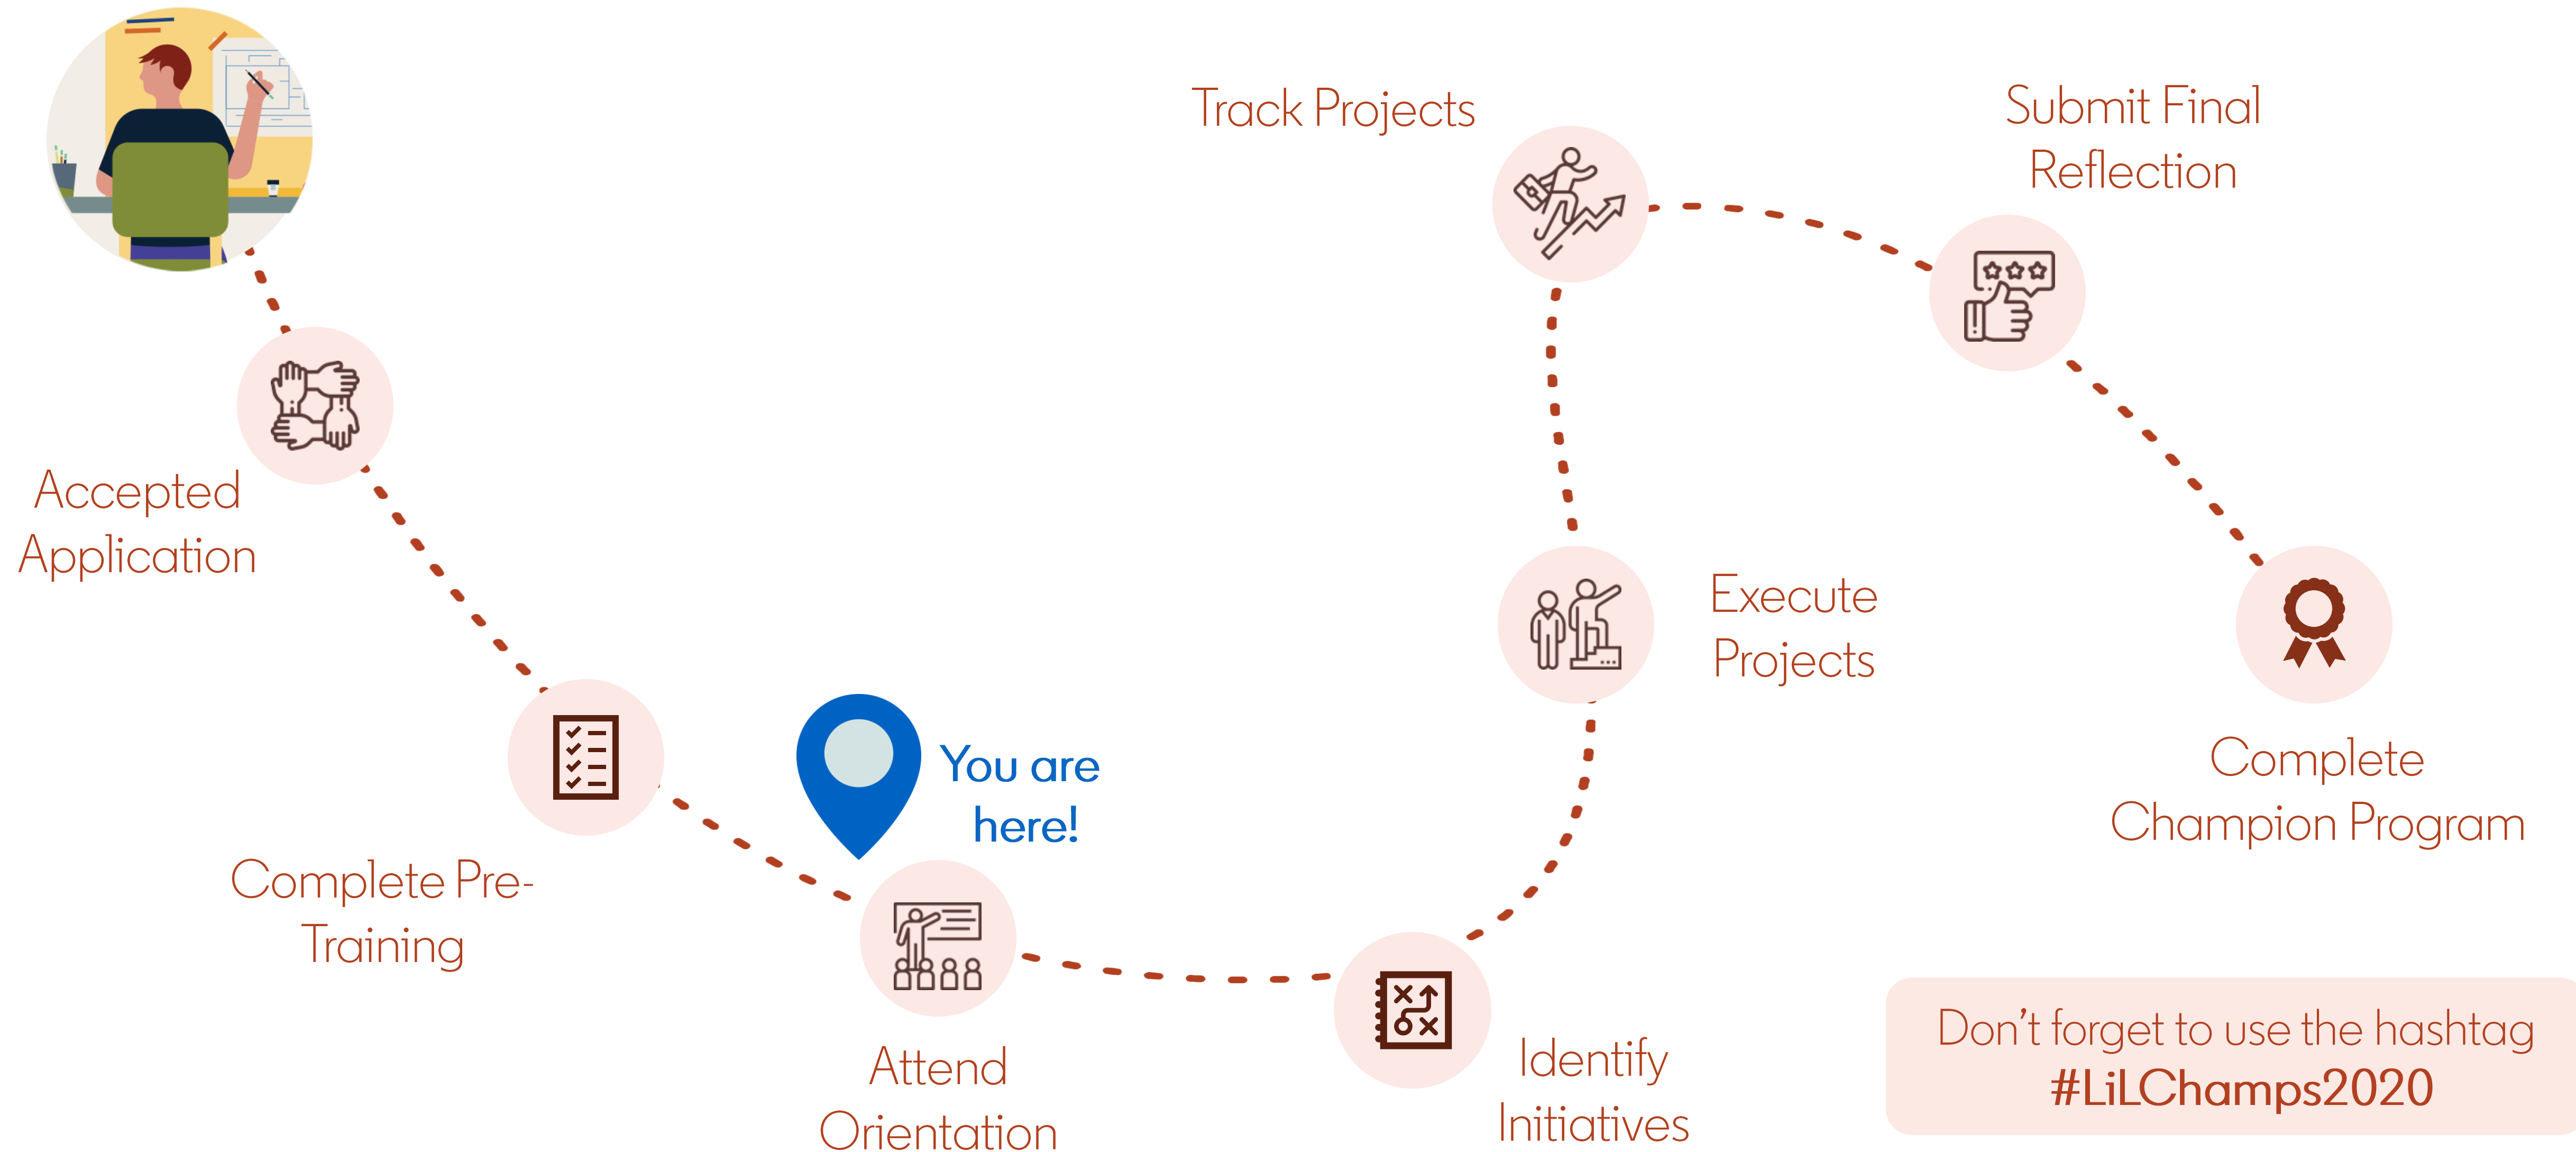 Track Projects
Submit Final
Reflection
Accepted
Application
Execute
Projects
You are
here!
Complete
Champion Program
Complete Pre-
Training
Attend
Orientation
Identify
Initiatives
Don't forget to use the hashtag
#LiLChamps2020